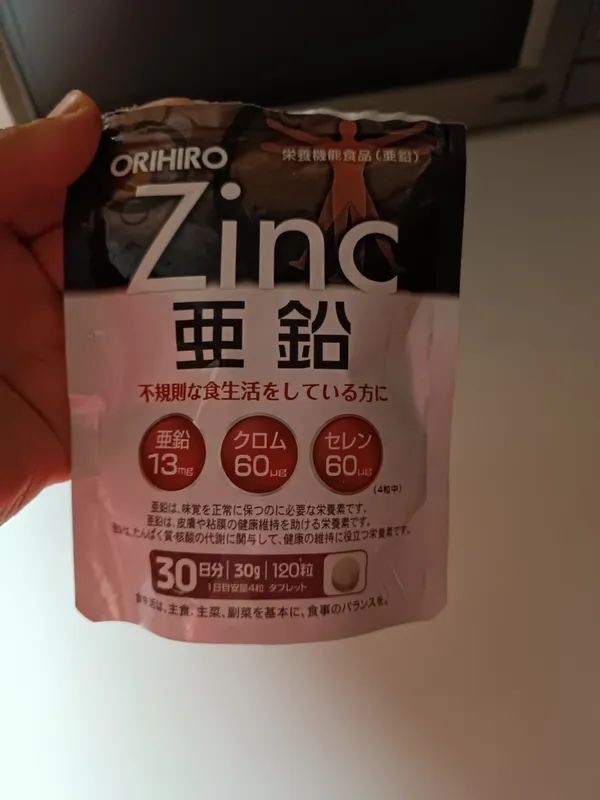 ORIHIRO 栄養機能食品(亜鉛)
Zinc
亜鉛
不規則な食生活をしている方に
亜鉛 クロム セレン
13mg 60μg 60μg
(4粒中)
亜鉛は、味覚を正常に保つのに必要な栄養素です。
亜鉛は、皮膚や粘膜の健康維持を助ける栄養素です。
亜鉛は、たんぱく質・核酸の代謝に関与して、健康の維持に役立つ栄養素です。
30日分 30g 120粒
1日目安量4粒 タブレット
食生活は、主食、主菜、副菜を基本に、食事のバランスを。